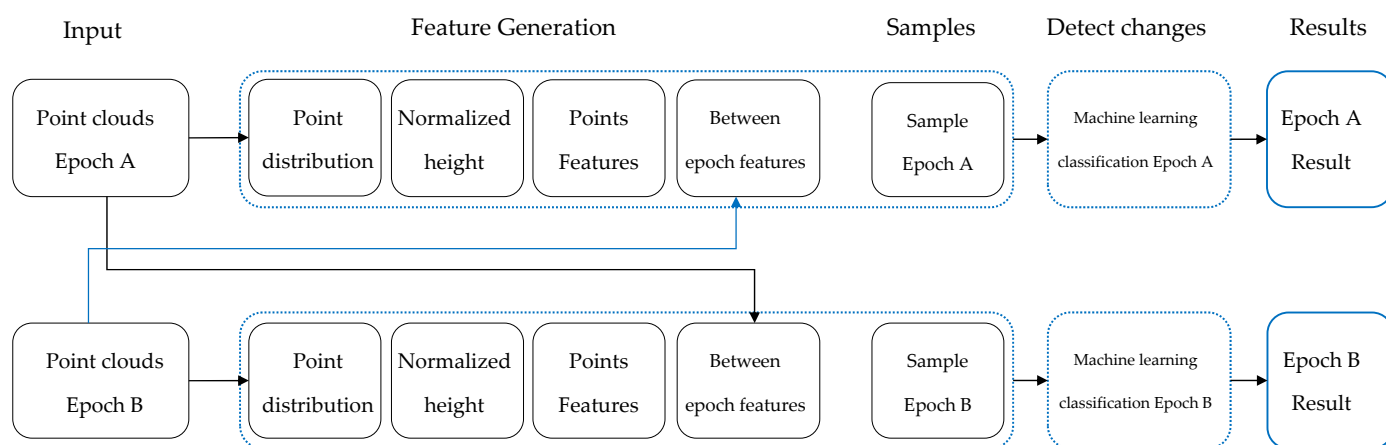 Input
Feature Generation
Samples
Detect changes
Results
Point clouds
Epoch A
Point
distribution
Normalized
height
Points
Features
Between
epoch features
Sample
Epoch A
Machine learning
classification Epoch A
Epoch A
Result
Point clouds
Epoch B
Point
distribution
Normalized
height
Points
Features
Between
epoch features
Sample
Epoch B
Machine learning
classification Epoch B
Epoch B
Result